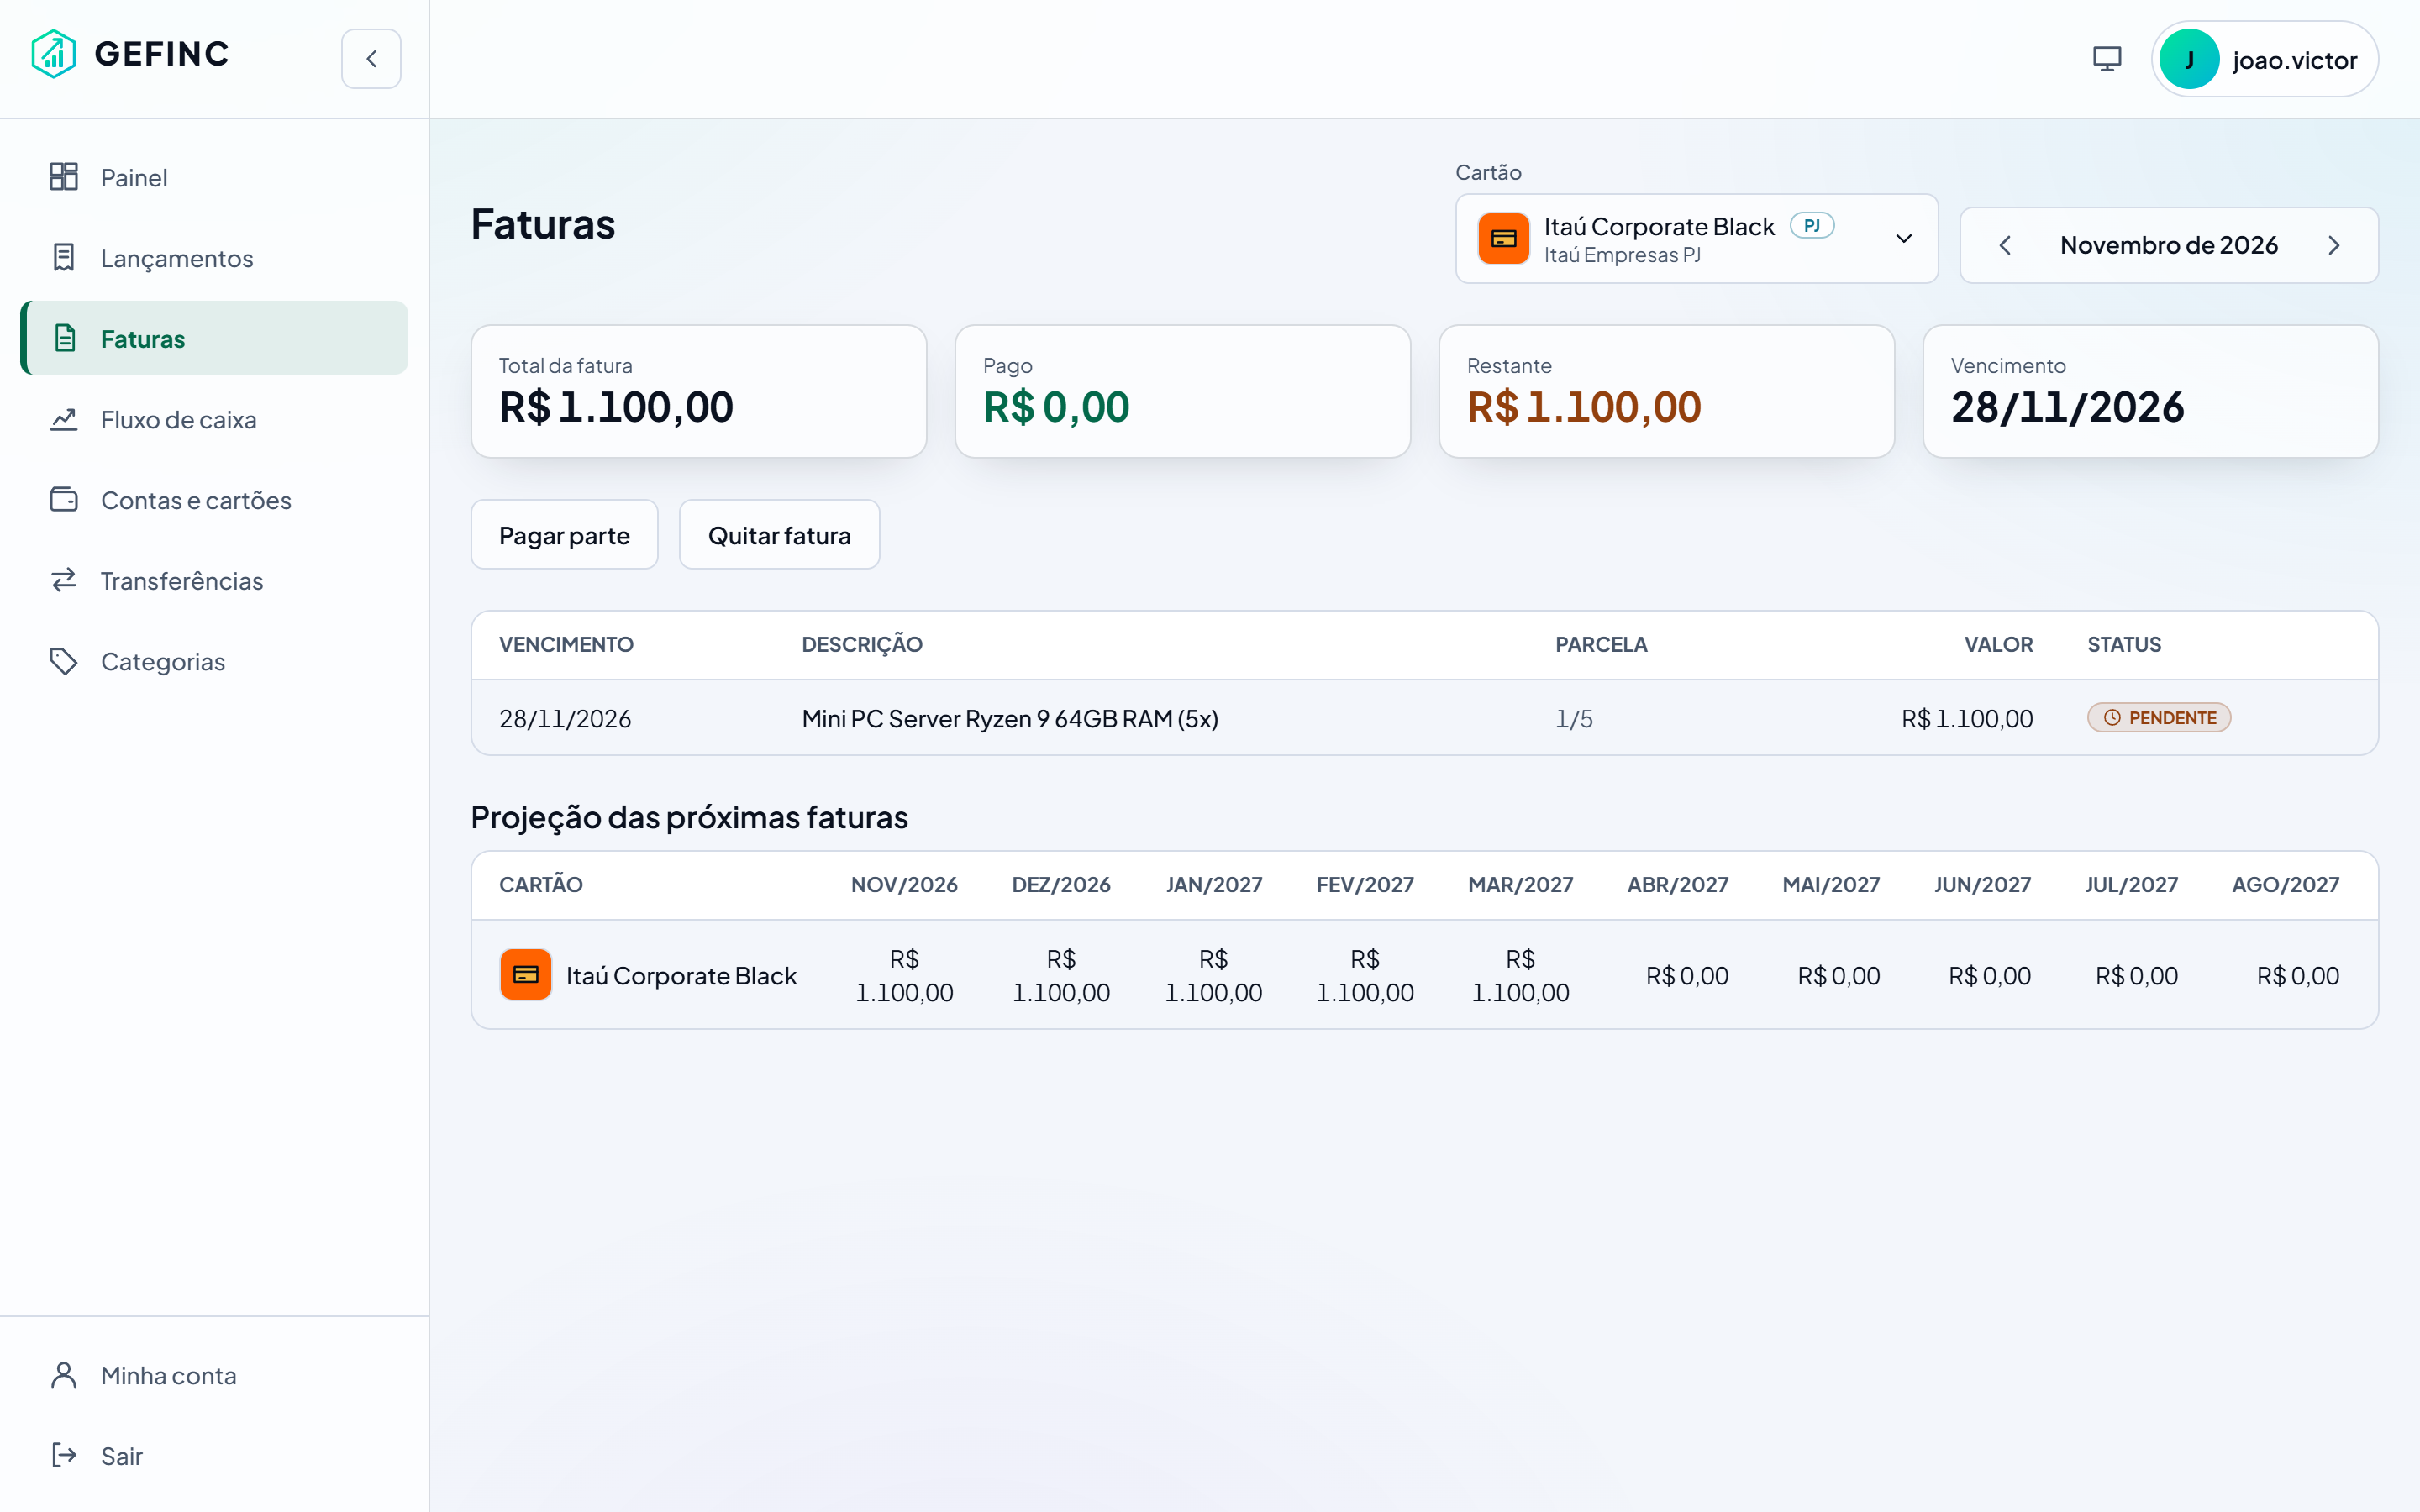 GEFINC
J
joao.victor
Painel
Lançamentos
Faturas
Fluxo de caixa
Contas e cartões
Transferências
Categorias
Minha conta
Sair
Faturas
Cartão
Itaú Corporate Black PJ
Itaú Empresas PJ
Novembro de 2026
Total da fatura
R$ 1.100,00
Pago
R$ 0,00
Restante
R$ 1.100,00
Vencimento
28/11/2026
Pagar parte
Quitar fatura
VENCIMENTO DESCRIÇÃO PARCELA VALOR STATUS
28/11/2026 Mini PC Server Ryzen 9 64GB RAM (5x) 1/5 R$ 1.100,00 PENDENTE
Projeção das próximas faturas
CARTÃO NOV/2026 DEZ/2026 JAN/2027 FEV/2027 MAR/2027 ABR/2027 MAI/2027 JUN/2027 JUL/2027 AGO/2027
Itaú Corporate Black R$ 1.100,00 R$ 1.100,00 R$ 1.100,00 R$ 1.100,00 R$ 1.100,00 R$ 0,00 R$ 0,00 R$ 0,00 R$ 0,00 R$ 0,00